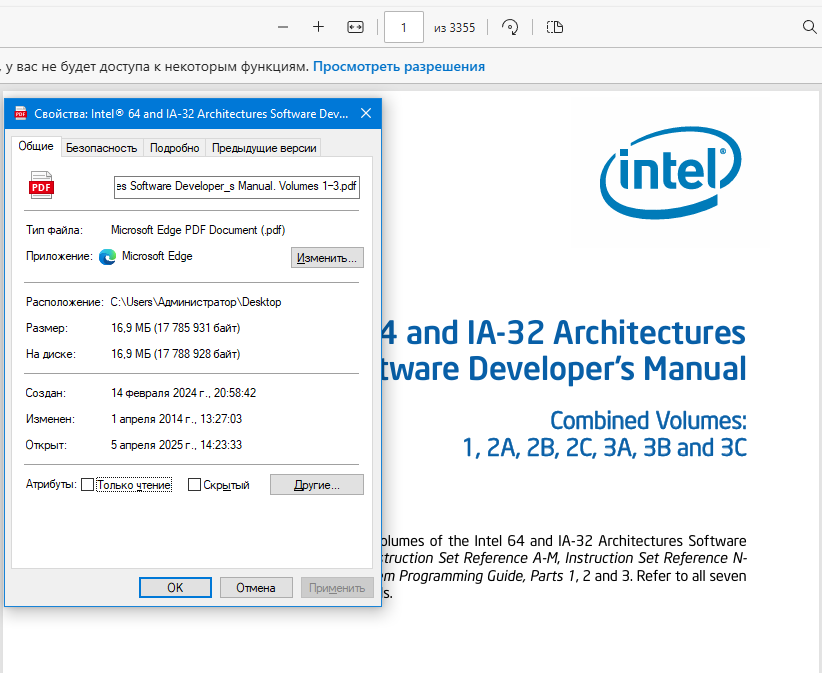 1
из 3355
, у вас не будет доступа к некоторым функциям. Просмотреть разрешения
Свойства: Intel® 64 and IA-32 Architectures Software Dev...
Общие
Безопасность
Подробно
Предыдущие версии
PDF
es Software Developer_s Manual. Volumes 1-3.pdf
Тип файла: Microsoft Edge PDF Document (.pdf)
Приложение: Microsoft Edge
Изменить...
Расположение: C:\Users\Администратор\Desktop
Размер: 16,9 МБ (17 785 931 байт)
На диске: 16,9 МБ (17 788 928 байт)
Создан: 14 февраля 2024 г., 20:58:42
Изменен: 1 апреля 2014 г., 13:27:03
Открыт: 5 апреля 2025 г., 14:23:33
Атрибуты: Только чтение Скрытый Другие...
OK Отмена Применить
intel®
4 and IA-32 Architectures
tware Developer's Manual
Combined Volumes:
1, 2A, 2B, 2C, 3A, 3B and 3C
olumes of the Intel 64 and IA-32 Architectures Software
struction Set Reference A-M, Instruction Set Reference N-
em Programming Guide, Parts 1, 2 and 3. Refer to all seven
ls.